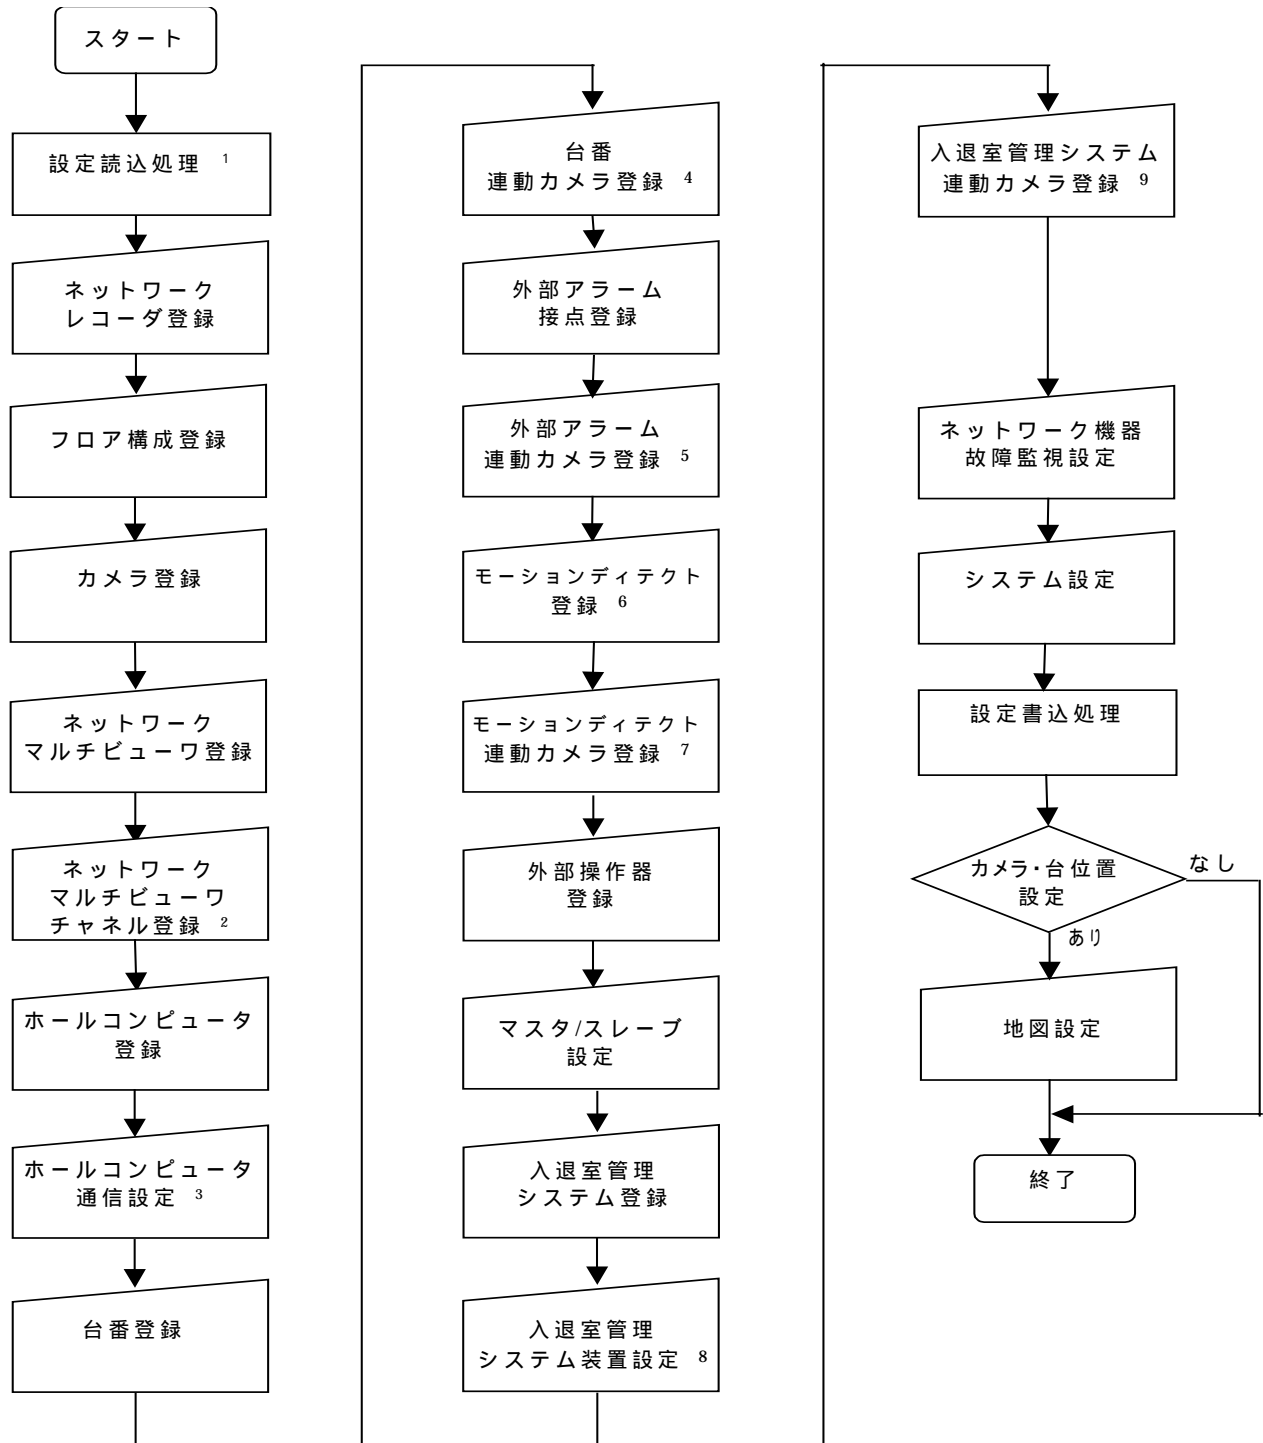 スタート
設定読込処理 1
ネットワーク
レコーダ登録
フロア構成登録
カメラ登録
ネットワーク
マルチビューワ登録
ネットワーク
マルチビューワ
チャネル登録 2
ホールコンピュータ
登録
ホールコンピュータ
通信設定 3
台番登録
台番
連動カメラ登録 4
外部アラーム
接点登録
外部アラーム
連動カメラ登録 5
モーションディテクト
登録 6
モーションディテクト
連動カメラ登録 7
外部操作器
登録
マスタ/スレーブ
設定
入退室管理
システム登録
入退室管理
システム装置設定 8
入退室管理システム
連動カメラ登録 9
ネットワーク機器
故障監視設定
システム設定
設定書込処理
カメラ・台位置
設定
なし
あり
地図設定
終了